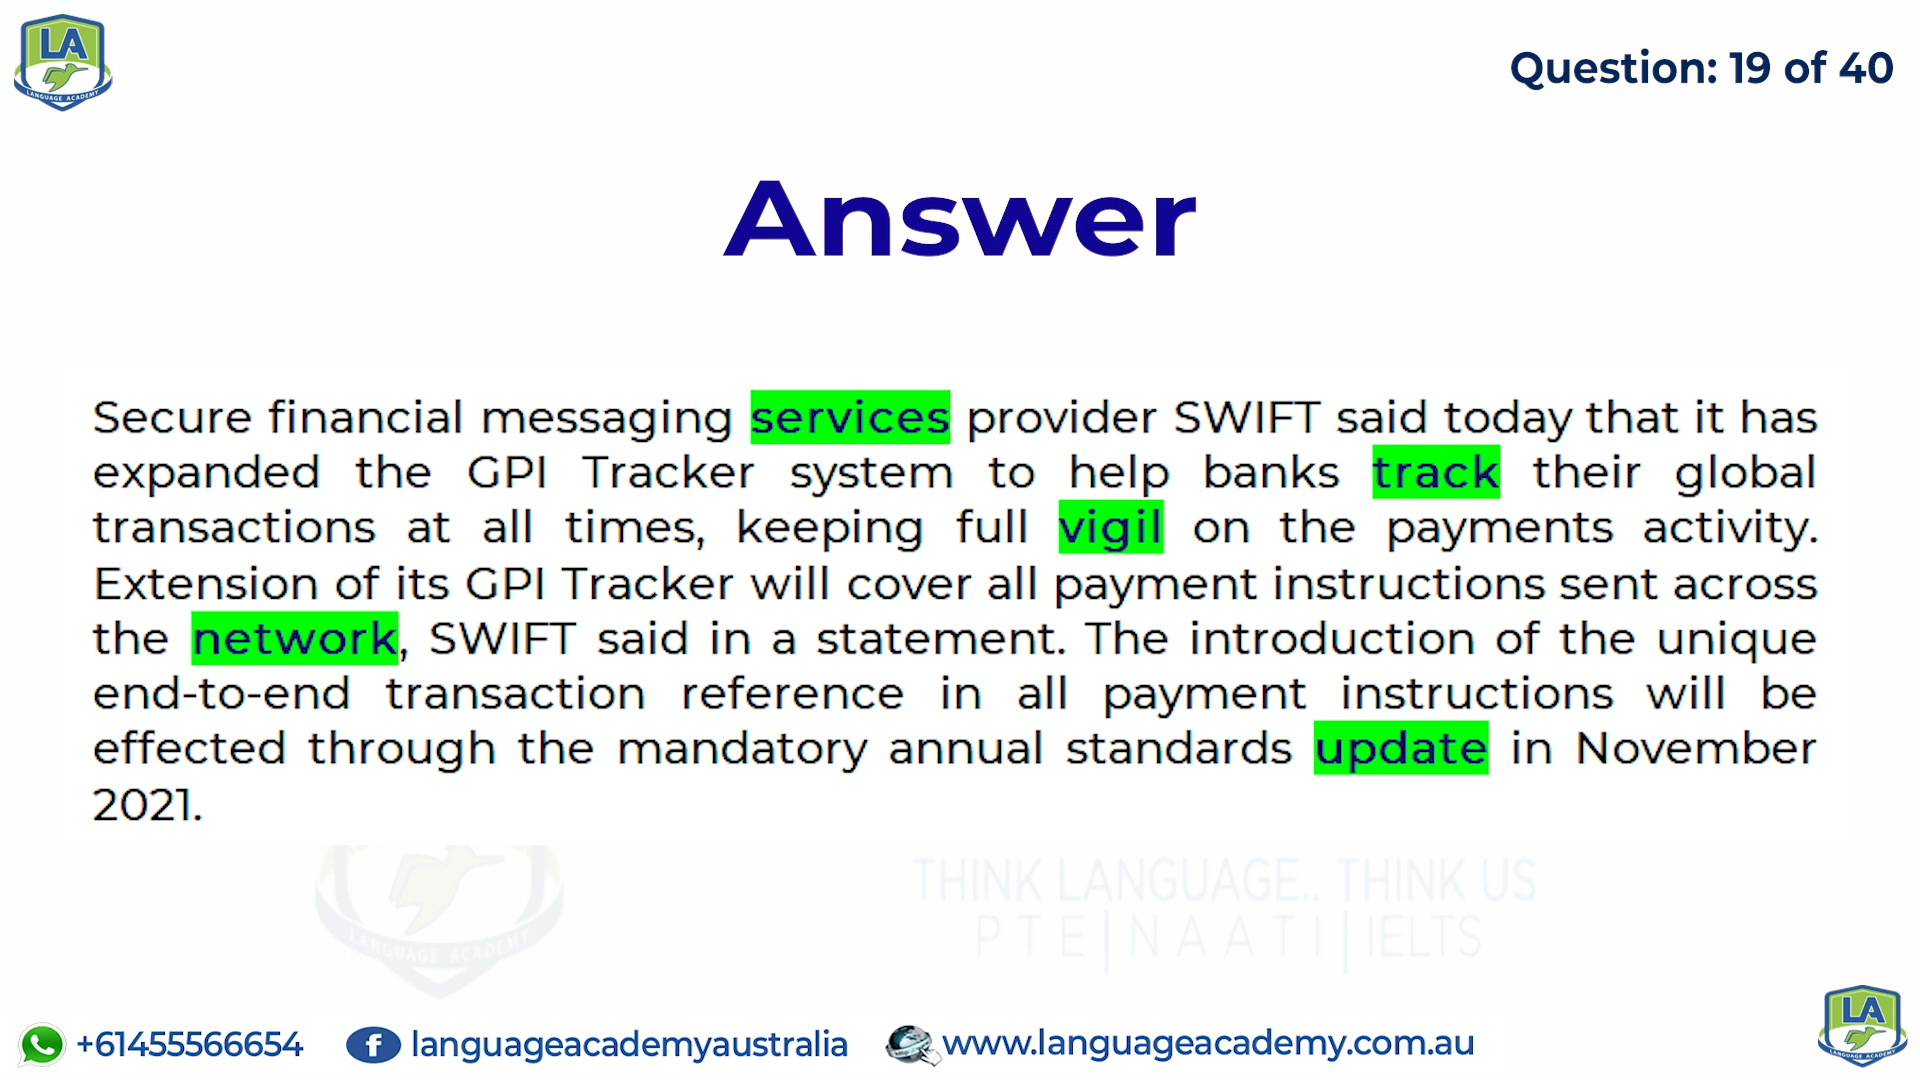 LA
LANGUAGE ACADEMY
Question: 19 of 40
Answer
Secure financial messaging services provider SWIFT said today that it has
expanded the GPI Tracker system to help banks track their global
transactions at all times, keeping full vigil on the payments activity.
Extension of its GPI Tracker will cover all payment instructions sent across
the network, SWIFT said in a statement. The introduction of the unique
end-to-end transaction reference in all payment instructions will be
effected through the mandatory annual standards update in November
2021.
LANGUAGE ACADEMY
THINK LANGUAGE.. THINK US
PTE|NAATI|IELTS
+61455566654
languageacademyaustralia
www.languageacademy.com.au
LA
LANGUAGE ACADEMY